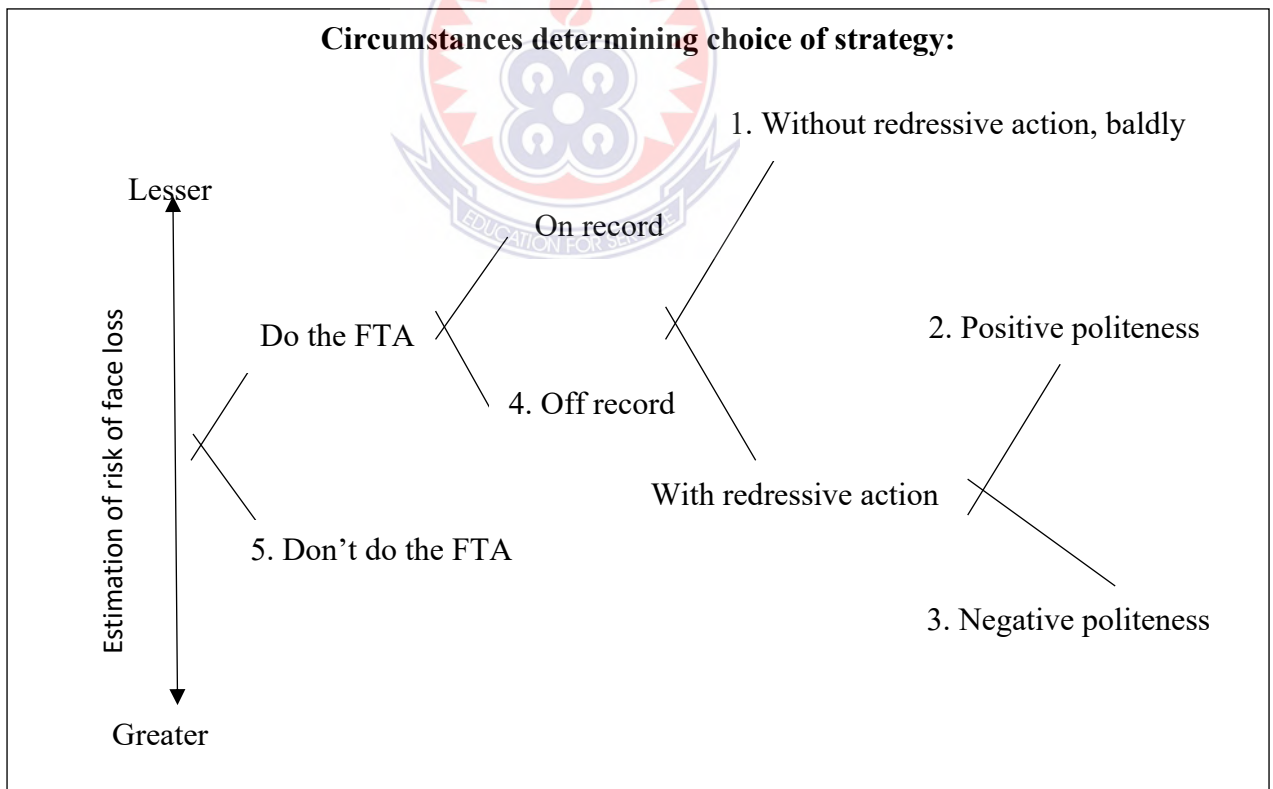 Circumstances determining choice of strategy:
1. Without redressive action, baldly
Lesser
EDUCATION FOR SERVICE
On record
Do the FTA
2. Positive politeness
4. Off record
Estimation of risk of face loss
With redressive action
5. Don’t do the FTA
3. Negative politeness
Greater